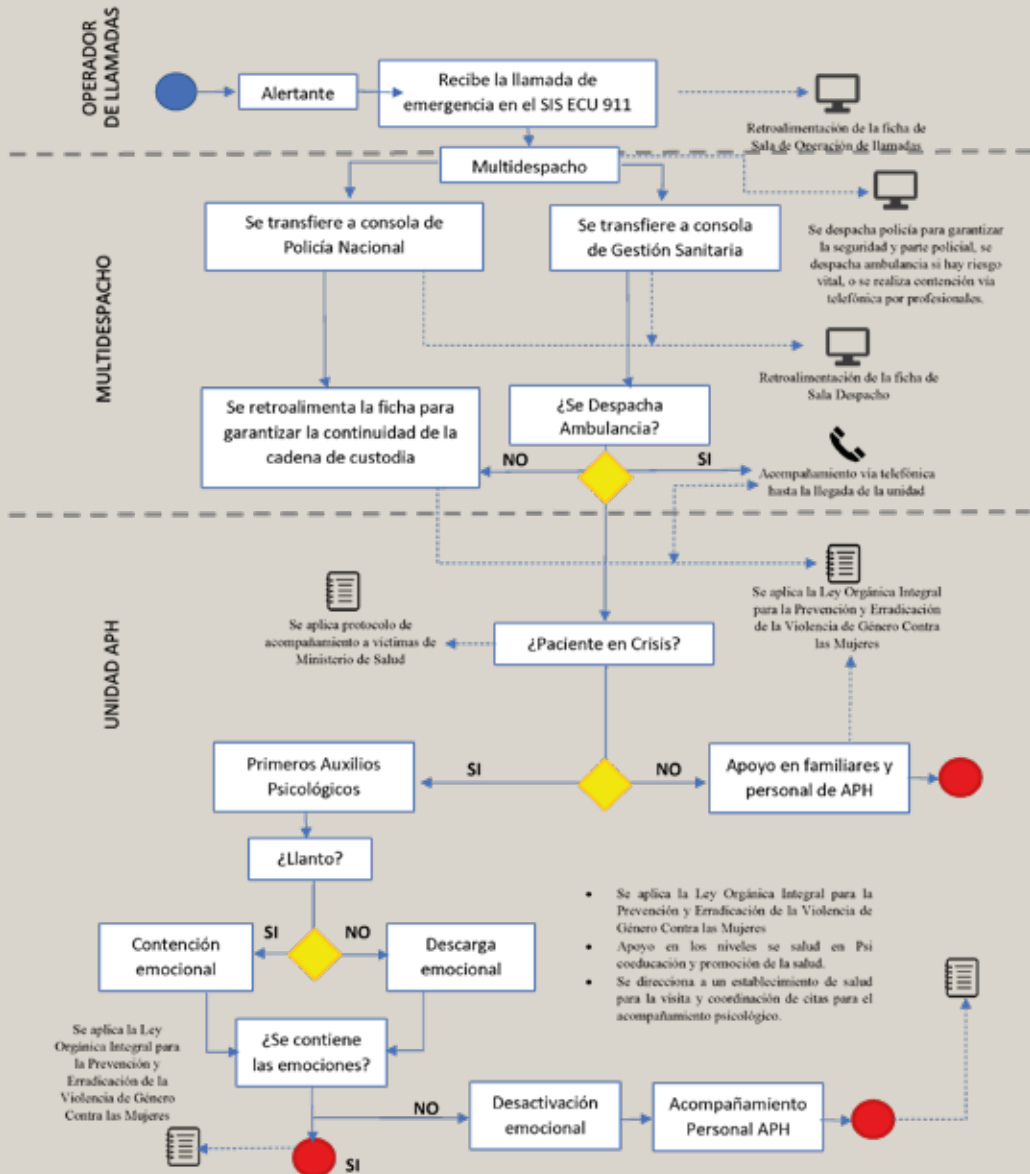 OPERADOR
DE LLAMADAS
Alertante
Recibe la llamada de
emergencia en el SIS ECU 911
Retroalimentación de la ficha de
Sala de Operación de llamadas
MULTIDESPACHO
Multidespacho
Se transfiere a consola de
Policía Nacional
Se transfiere a consola
de Gestión Sanitaria
Se despacha policía para garantizar
la seguridad y parte policial, se
despacha ambulancia si hay riesgo
vital, o se realiza contención vía
telefónica por profesionales.
Retroalimentación de la ficha de
Sala Despacho
Se retroalimenta la ficha para
garantizar la continuidad de la
cadena de custodia
¿Se Despacha
Ambulancia?
NO
SI
Acompañamiento vía telefónica
hasta la llegada de la unidad
UNIDAD APH
Se aplica protocolo de
acompañamiento a víctimas de
Ministerio de Salud
¿Paciente en Crisis?
Se aplica la Ley Orgánica Integral
para la Prevención y Erradicación
de la Violencia de Género Contra
las Mujeres
Primeros Auxilios
Psicológicos
SI
NO
Apoyo en familiares y
personal de APH
¿Llanto?
Contención
emocional
SI
NO
Descarga
emocional
• Se aplica la Ley Orgánica Integral para la
Prevención y Erradicación de la Violencia de
Género Contra las Mujeres
• Apoyo en los niveles se salud en Psi
coeducación y promoción de la salud.
• Se direcciona a un establecimiento de salud
para la visita y coordinación de citas para el
acompañamiento psicológico.
Se aplica la Ley
Orgánica Integral para
la Prevención y
Erradicación de la
Violencia de Género
Contra las Mujeres
¿Se contiene
las emociones?
NO
Desactivación
emocional
Acompañamiento
Personal APH
SI